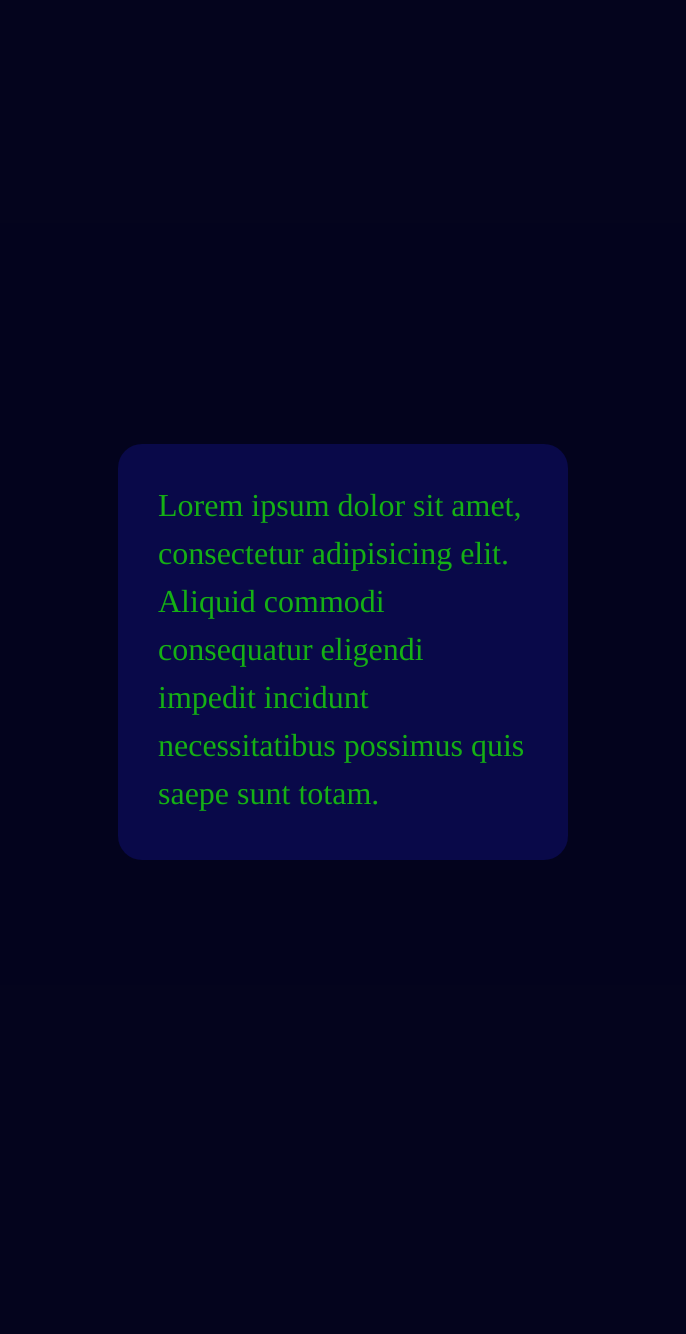 Lorem ipsum dolor sit amet,
consectetur adipisicing elit.
Aliquid commodi
consequatur eligendi
impedit incidunt
necessitatibus possimus quis
saepe sunt totam.